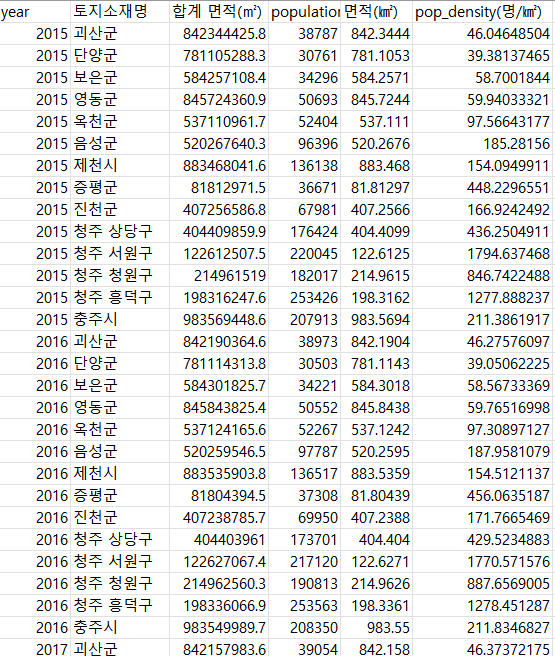 year 토지소재명 합계 면적(㎡) population 면적(㎢) pop_density(명/㎢)
2015 괴산군 842344425.8 38787 842.3444 46.04648504
2015 단양군 781105288.3 30761 781.1053 39.38137465
2015 보은군 584257108.4 34296 584.2571 58.7001844
2015 영동군 845724360.9 50693 845.7244 59.94033321
2015 옥천군 537110961.7 52404 537.111 97.56643177
2015 음성군 520267640.3 96396 520.2676 185.28156
2015 제천시 883468041.6 136138 883.468 154.0949911
2015 증평군 81812971.5 36671 81.81297 448.2296551
2015 진천군 407256586.8 67981 407.2566 166.9242492
2015 청주 상당구 404409859.9 176424 404.4099 436.2504911
2015 청주 서원구 122612507.5 220045 122.6125 1794.637468
2015 청주 청원구 214961519 182017 214.9615 846.7422488
2015 청주 흥덕구 198316247.6 253426 198.3162 1277.888237
2015 충주시 983569448.6 207913 983.5694 211.3861917
2016 괴산군 842190364.6 38973 842.1904 46.27576097
2016 단양군 781114313.8 30503 781.1143 39.05062225
2016 보은군 584301825.7 34221 584.3018 58.56733369
2016 영동군 845843825.4 50552 845.8438 59.76516998
2016 옥천군 537124165.6 52267 537.1242 97.30897127
2016 음성군 520259546.5 97787 520.2595 187.9581079
2016 제천시 883535903.8 136517 883.5359 154.5121137
2016 증평군 81804394.5 37308 81.80439 456.0635187
2016 진천군 407238785.7 69950 407.2388 171.7665469
2016 청주 상당구 404403961 173701 404.404 429.5234883
2016 청주 서원구 122627067.4 217120 122.6271 1770.571576
2016 청주 청원구 214962560.3 190813 214.9626 887.6569005
2016 청주 흥덕구 198336066.9 253563 198.3361 1278.451287
2016 충주시 983549989.7 208350 983.55 211.8346827
2017 괴산군 842157983.6 39054 842.158 46.37372175